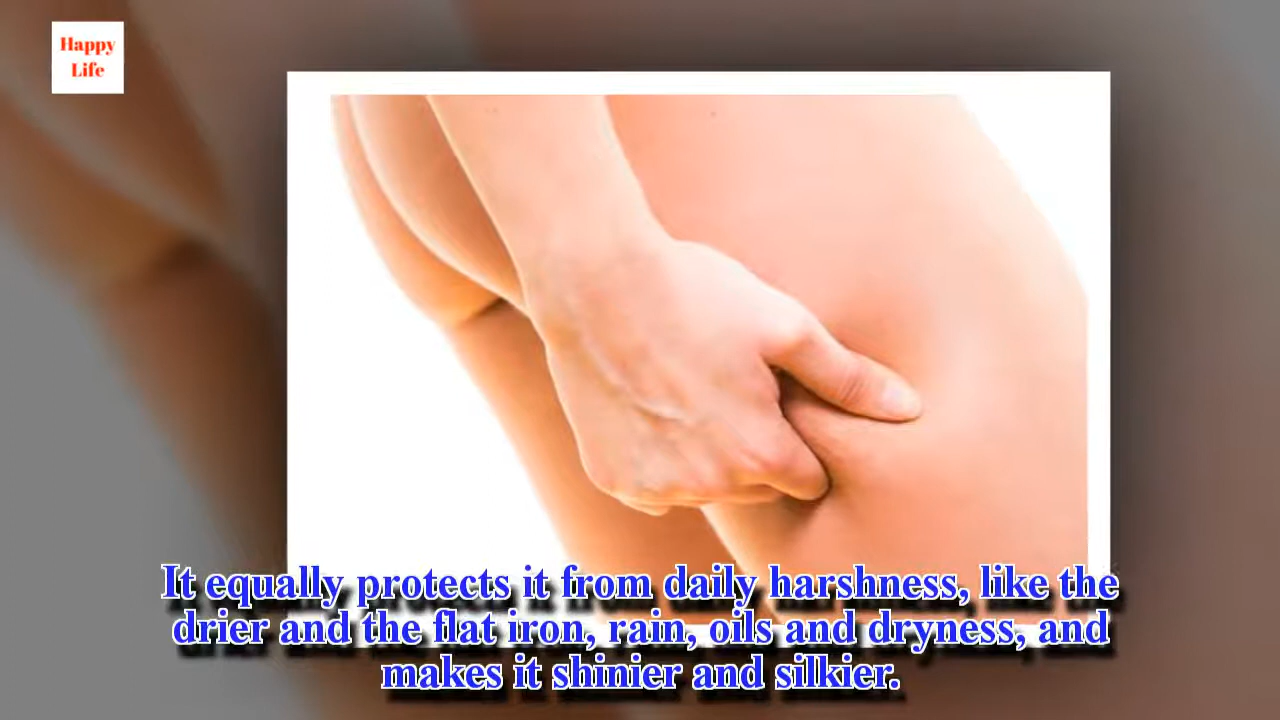 Happy
Life
It equally protects it from daily harshness, like the
drier and the flat iron, rain, oils and dryness, and
makes it shinier and silkier.